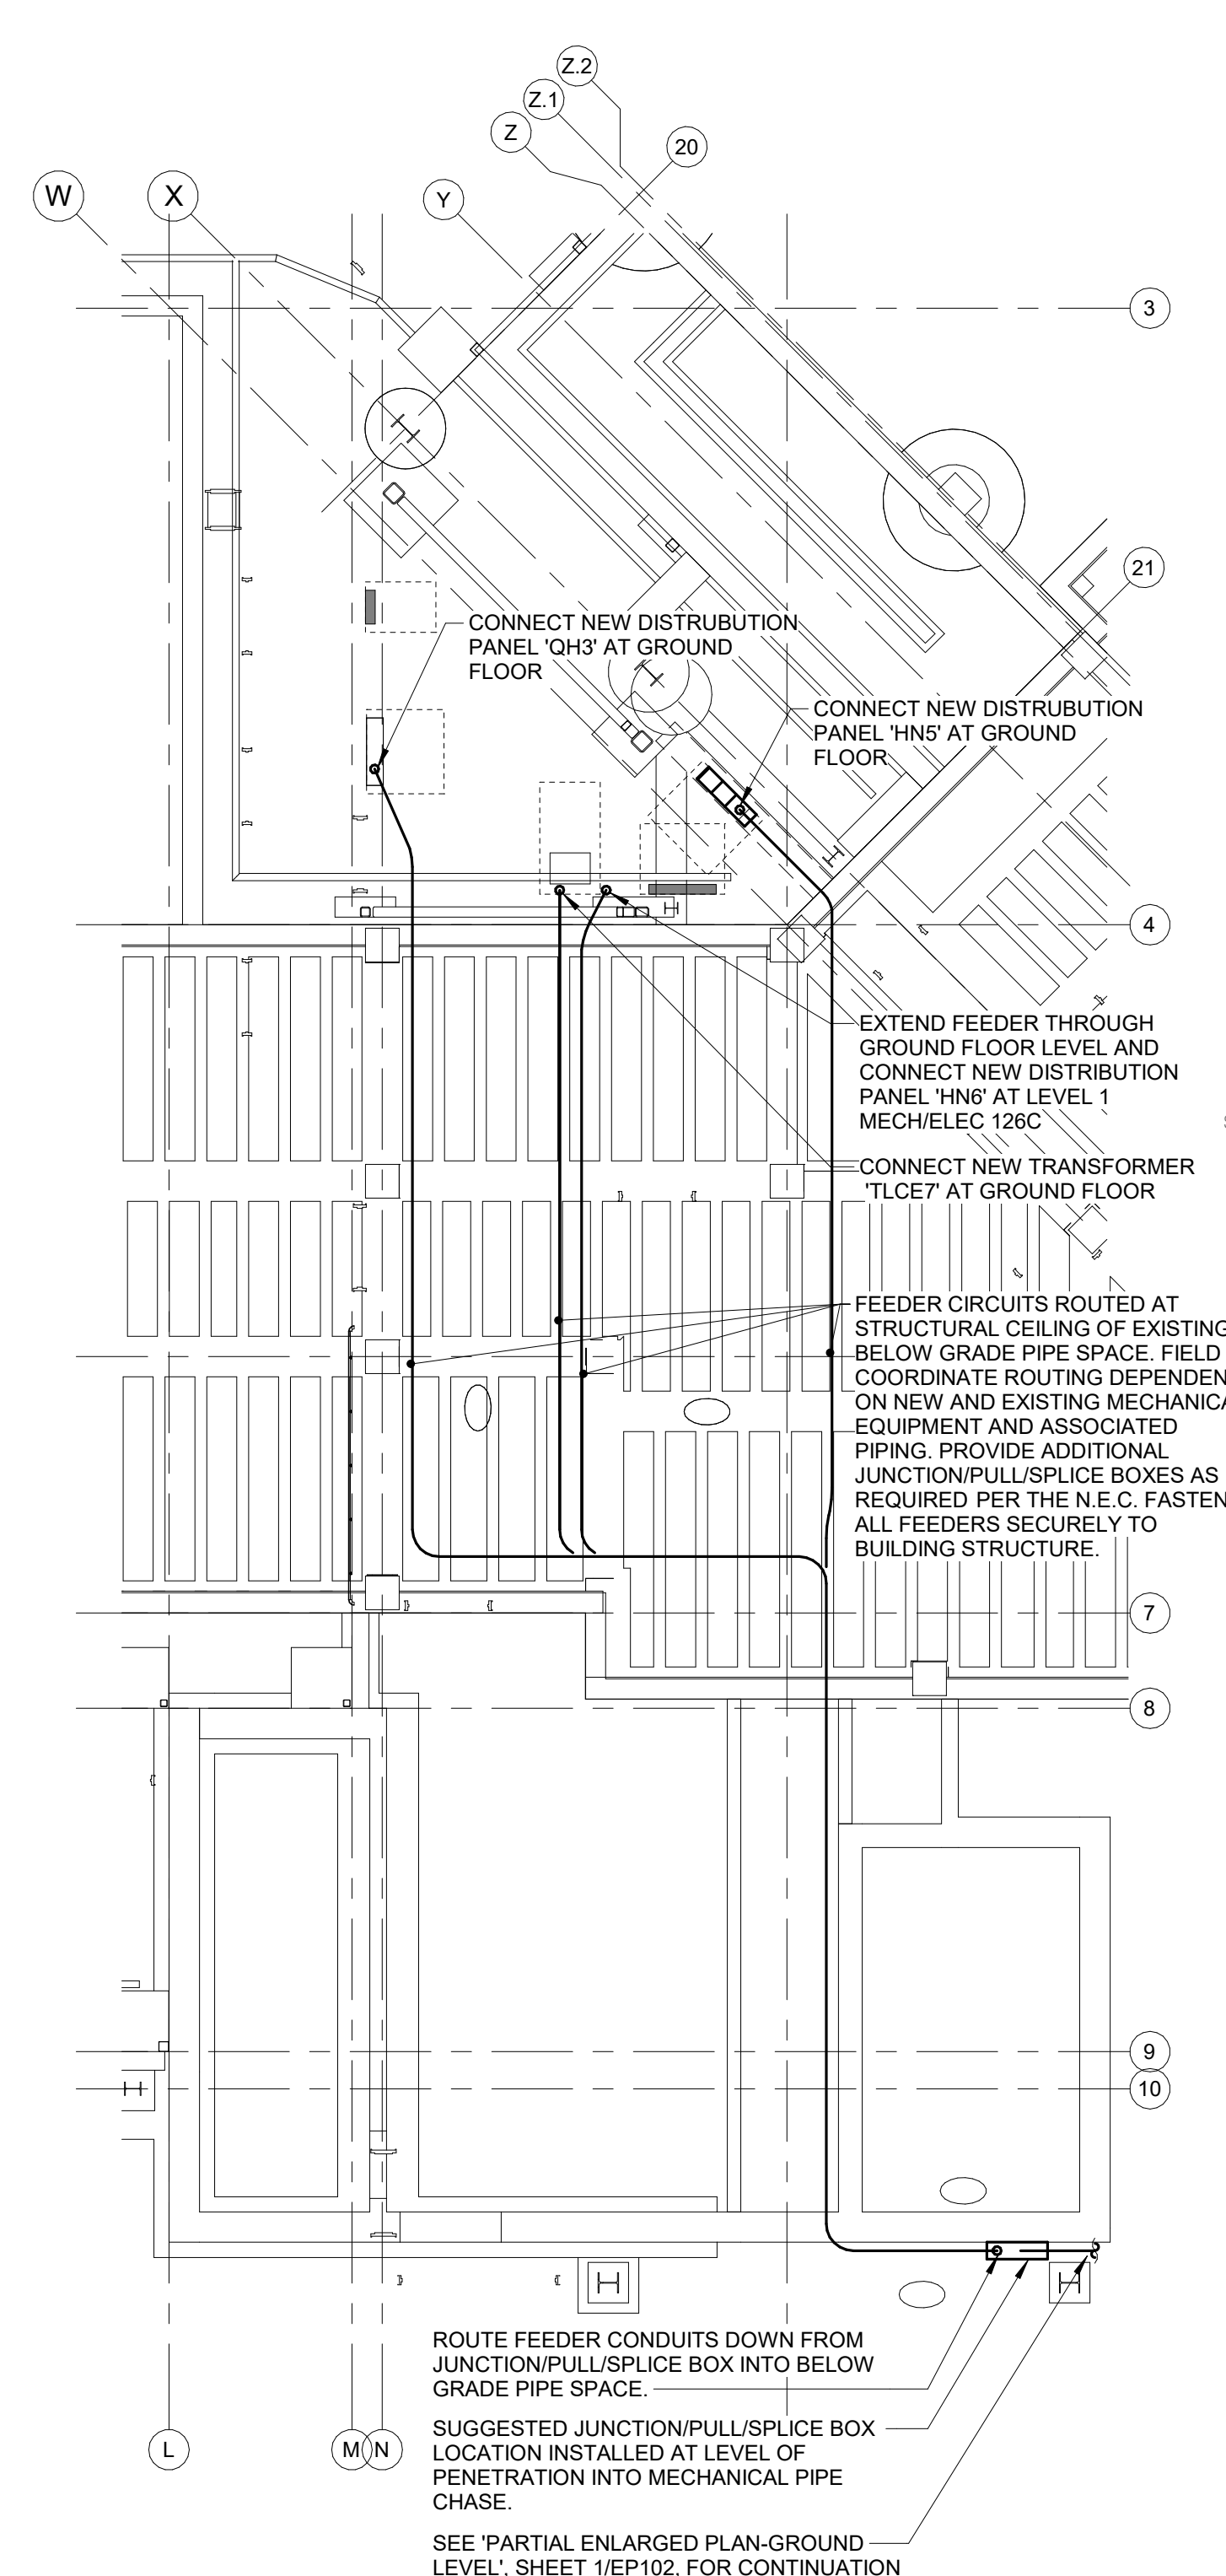 Z.2
Z.1
Z
20
W
X
Y
3
21
CONNECT NEW DISTRUBUTION
PANEL 'QH3' AT GROUND
FLOOR
CONNECT NEW DISTRUBUTION
PANEL 'HN5' AT GROUND
FLOOR
4
EXTEND FEEDER THROUGH
GROUND FLOOR LEVEL AND
CONNECT NEW DISTRIBUTION
PANEL 'HN6' AT LEVEL 1
MECH/ELEC 126C
CONNECT NEW TRANSFORMER
'TLCE7' AT GROUND FLOOR
FEEDER CIRCUITS ROUTED AT
STRUCTURAL CEILING OF EXISTING
BELOW GRADE PIPE SPACE. FIELD
COORDINATE ROUTING DEPENDEN
ON NEW AND EXISTING MECHANICA
EQUIPMENT AND ASSOCIATED
PIPING. PROVIDE ADDITIONAL
JUNCTION/PULL/SPLICE BOXES AS
REQUIRED PER THE N.E.C. FASTEN
ALL FEEDERS SECURELY TO
BUILDING STRUCTURE.
7
8
9
10
ROUTE FEEDER CONDUITS DOWN FROM
JUNCTION/PULL/SPLICE BOX INTO BELOW
GRADE PIPE SPACE.
SUGGESTED JUNCTION/PULL/SPLICE BOX
LOCATION INSTALLED AT LEVEL OF
PENETRATION INTO MECHANICAL PIPE
CHASE.
L
M
N
SEE 'PARTIAL ENLARGED PLAN-GROUND
LEVEL', SHEET 1/EP102, FOR CONTINUATION